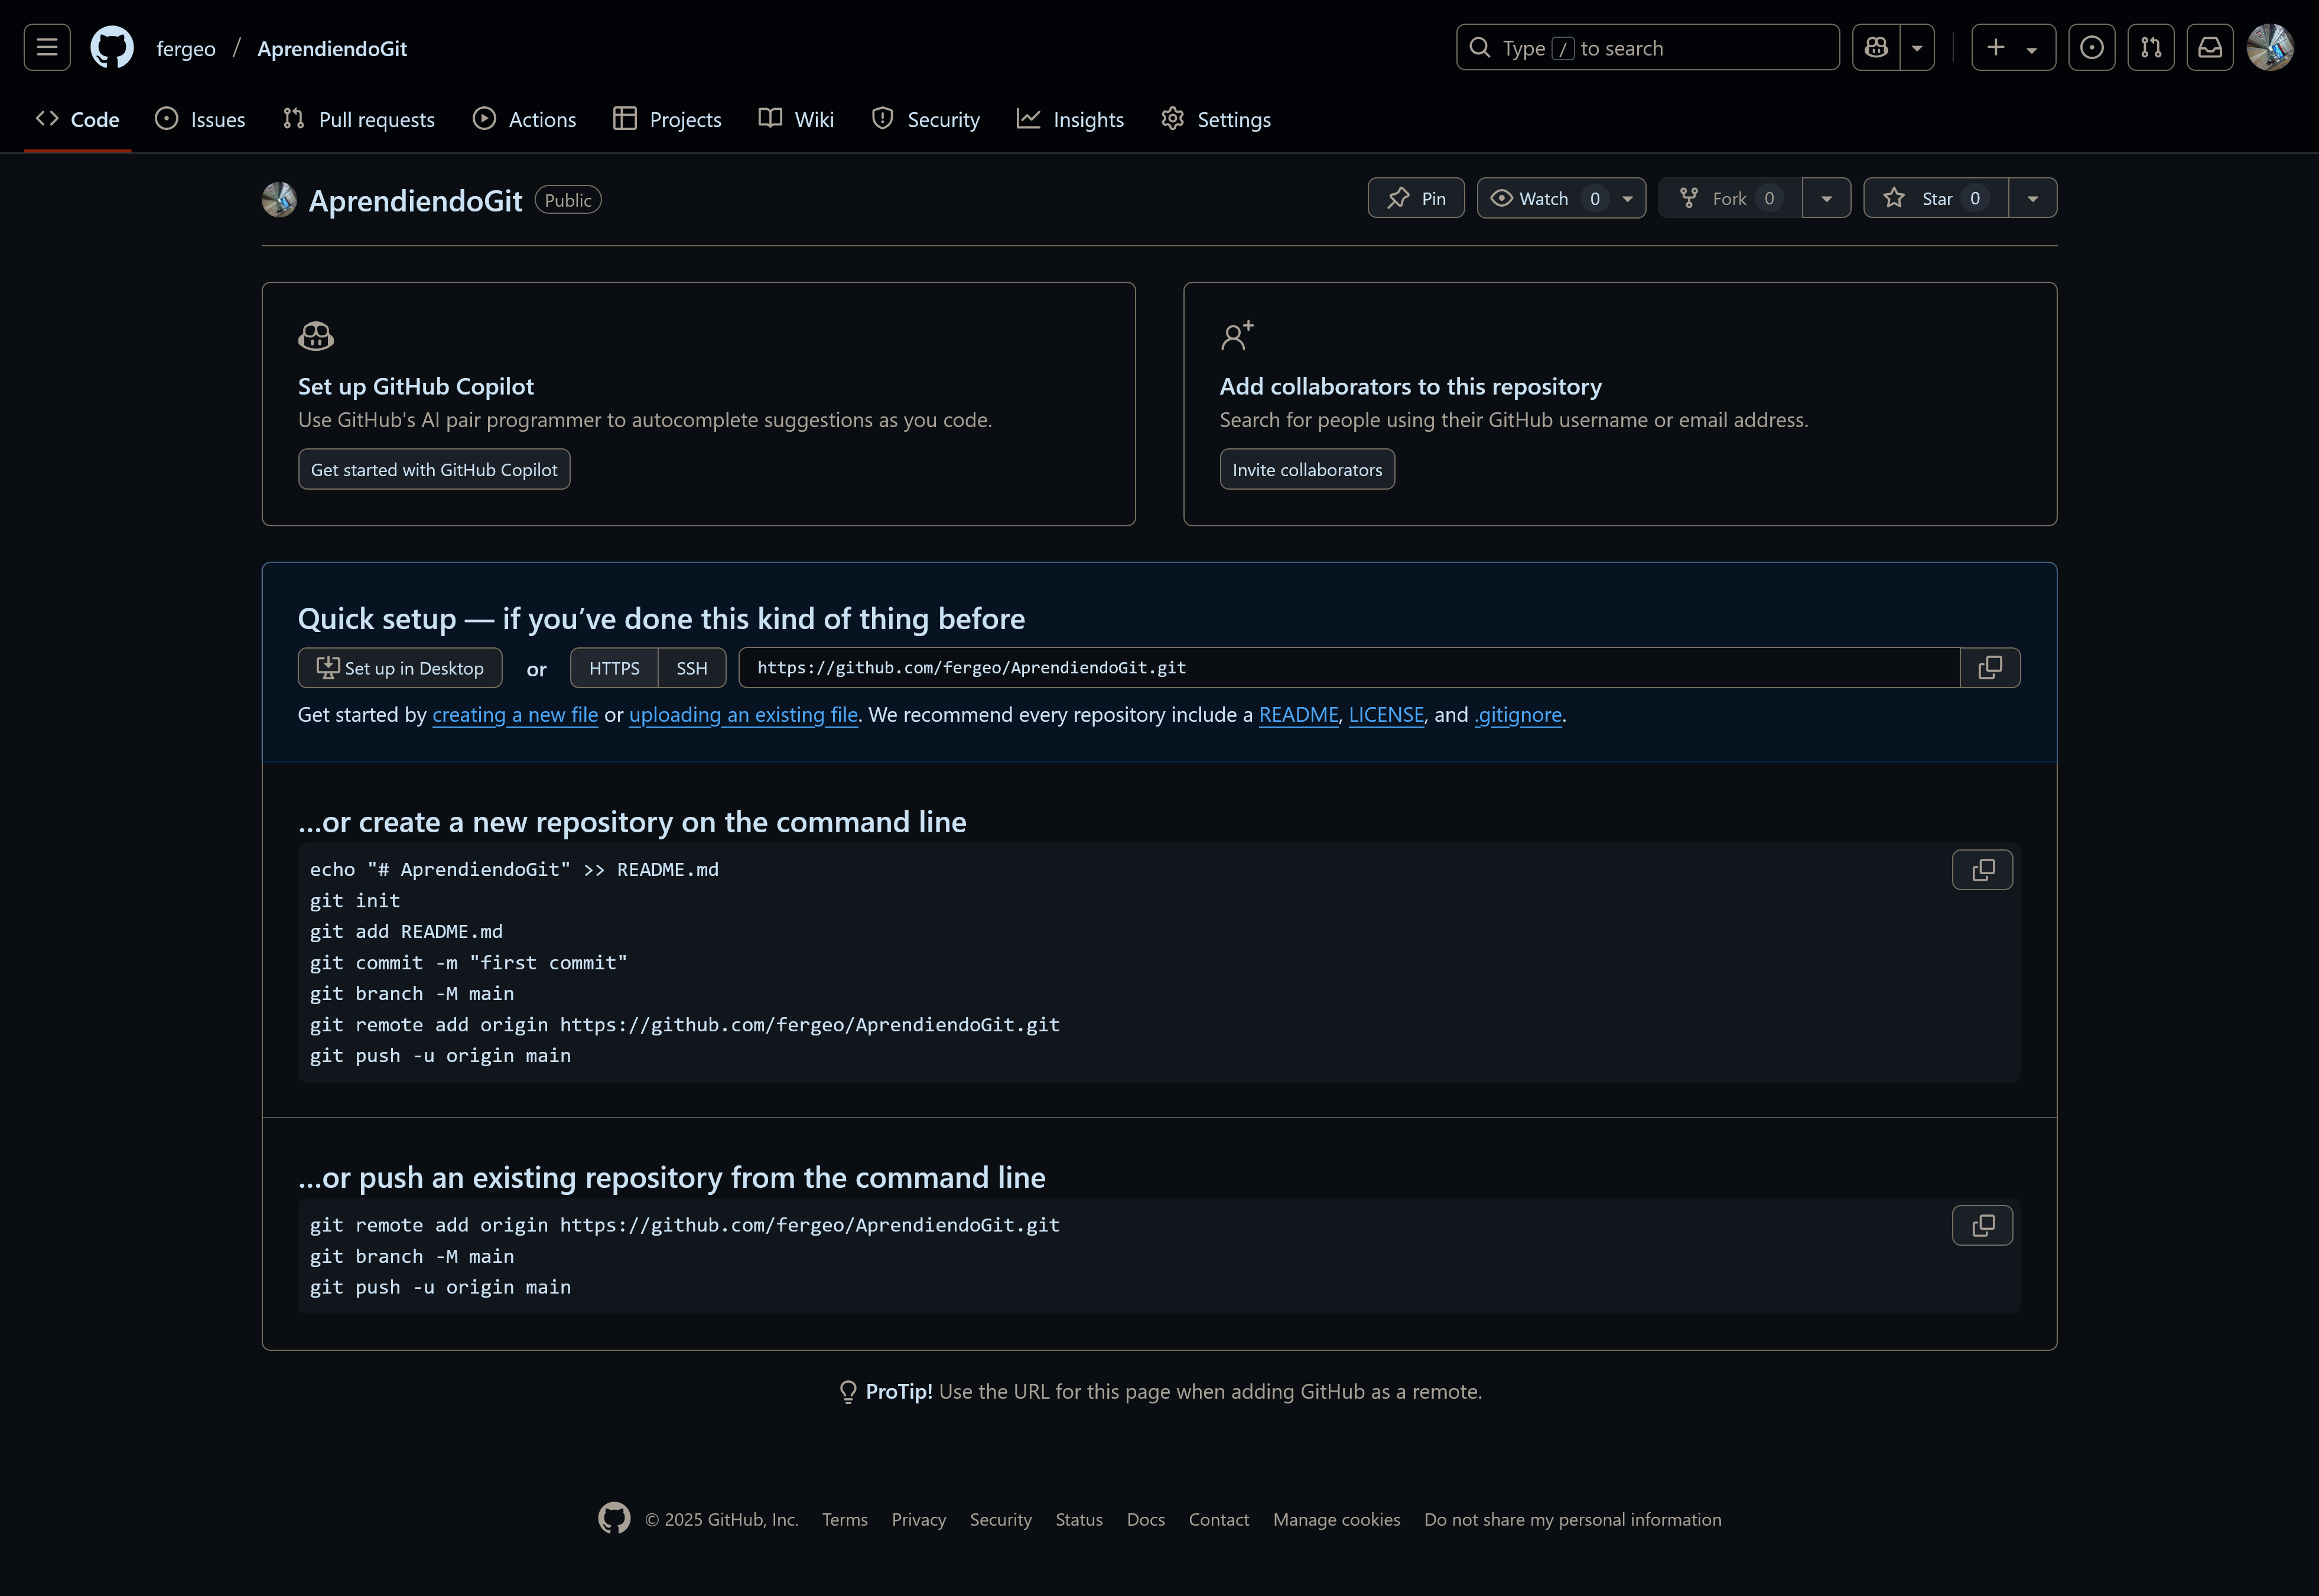 fergeo / AprendiendoGit
Type / to search
Code Issues Pull requests Actions Projects Wiki Security Insights Settings
AprendiendoGit Public
Pin Watch 0 Fork 0 Star 0
Set up GitHub Copilot
Use GitHub's AI pair programmer to autocomplete suggestions as you code.
Get started with GitHub Copilot
Add collaborators to this repository
Search for people using their GitHub username or email address.
Invite collaborators
Quick setup — if you’ve done this kind of thing before
Set up in Desktop or HTTPS SSH https://github.com/fergeo/AprendiendoGit.git
Get started by creating a new file or uploading an existing file. We recommend every repository include a README, LICENSE, and .gitignore.
…or create a new repository on the command line
echo "# AprendiendoGit" >> README.md
git init
git add README.md
git commit -m "first commit"
git branch -M main
git remote add origin https://github.com/fergeo/AprendiendoGit.git
git push -u origin main
…or push an existing repository from the command line
git remote add origin https://github.com/fergeo/AprendiendoGit.git
git branch -M main
git push -u origin main
ProTip! Use the URL for this page when adding GitHub as a remote.
© 2025 GitHub, Inc. Terms Privacy Security Status Docs Contact Manage cookies Do not share my personal information